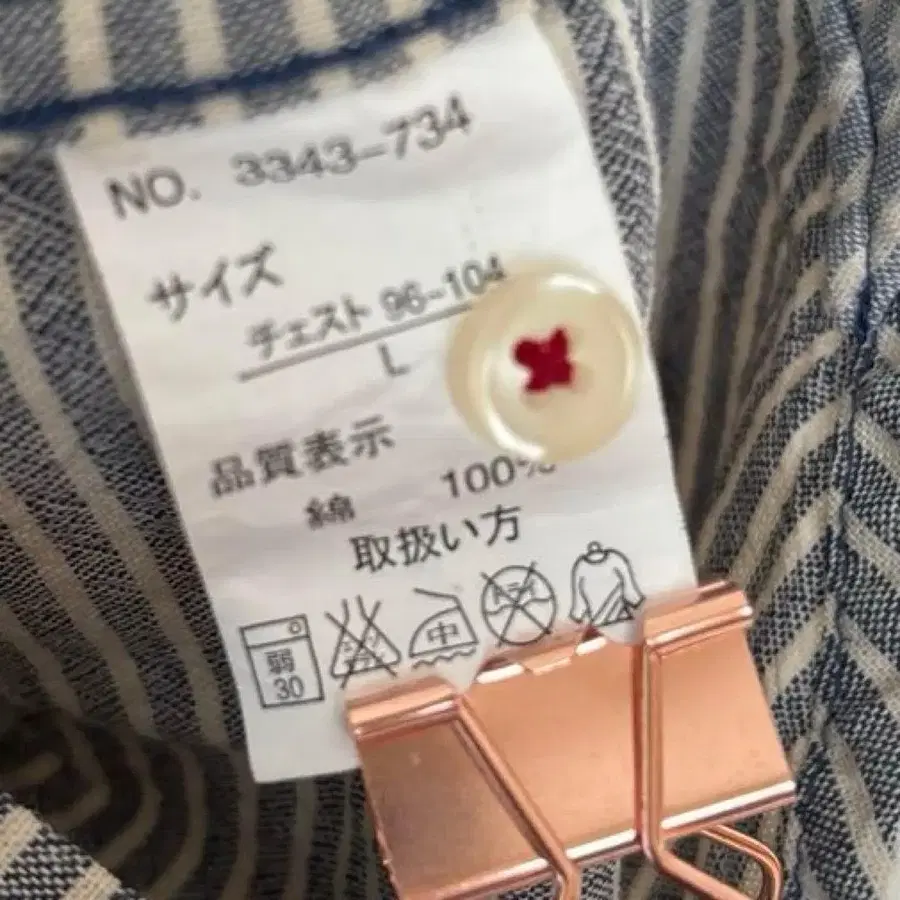 NO. 3343-734
サイズ
チェスト 96-104
L
品質表示
綿 100%
取扱い方
弱 30 中